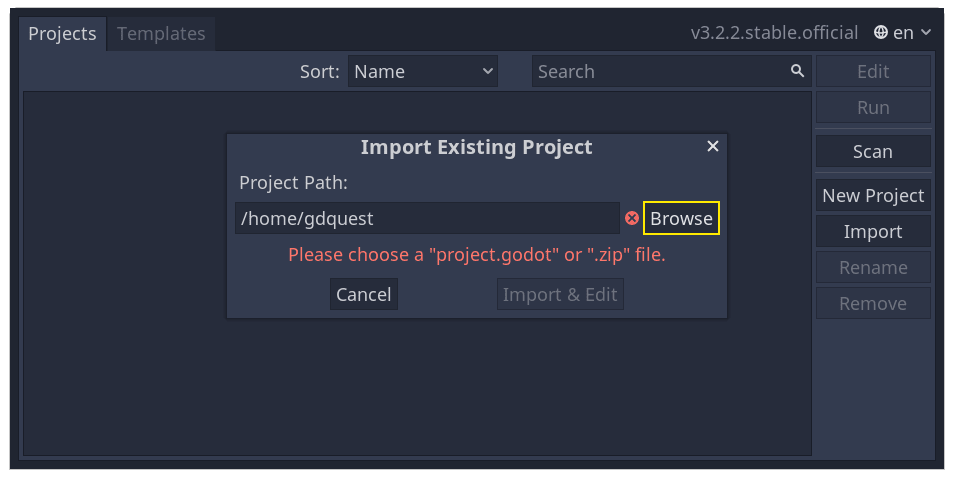 Projects Templates v3.2.2.stable.official en
Sort: Name Search Edit
Run
Scan
New Project
Import
Rename
Remove
Import Existing Project
Project Path:
/home/gdquest Browse
Please choose a "project.godot" or ".zip" file.
Cancel Import & Edit